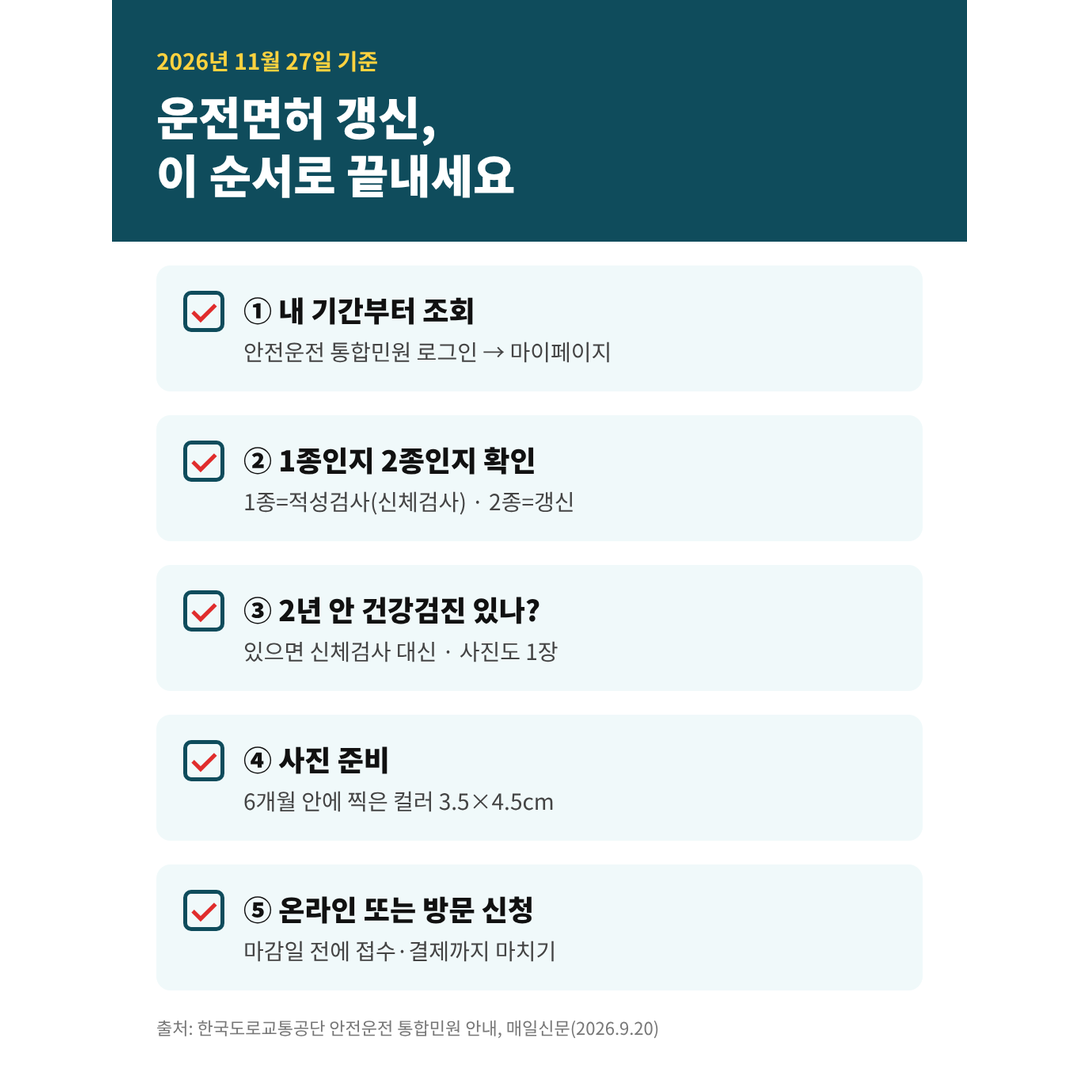 2026년 11월 27일 기준
운전면허 갱신,
이 순서로 끝내세요
① 내 기간부터 조회
안전운전 통합민원 로그인 → 마이페이지
② 1종인지 2종인지 확인
1종=적성검사(신체검사) · 2종=갱신
③ 2년 안 건강검진 있나?
있으면 신체검사 대신 · 사진도 1장
④ 사진 준비
6개월 안에 찍은 컬러 3.5×4.5cm
⑤ 온라인 또는 방문 신청
마감일 전에 접수·결제까지 마치기
출처: 한국도로교통공단 안전운전 통합민원 안내, 매일신문(2026.9.20)